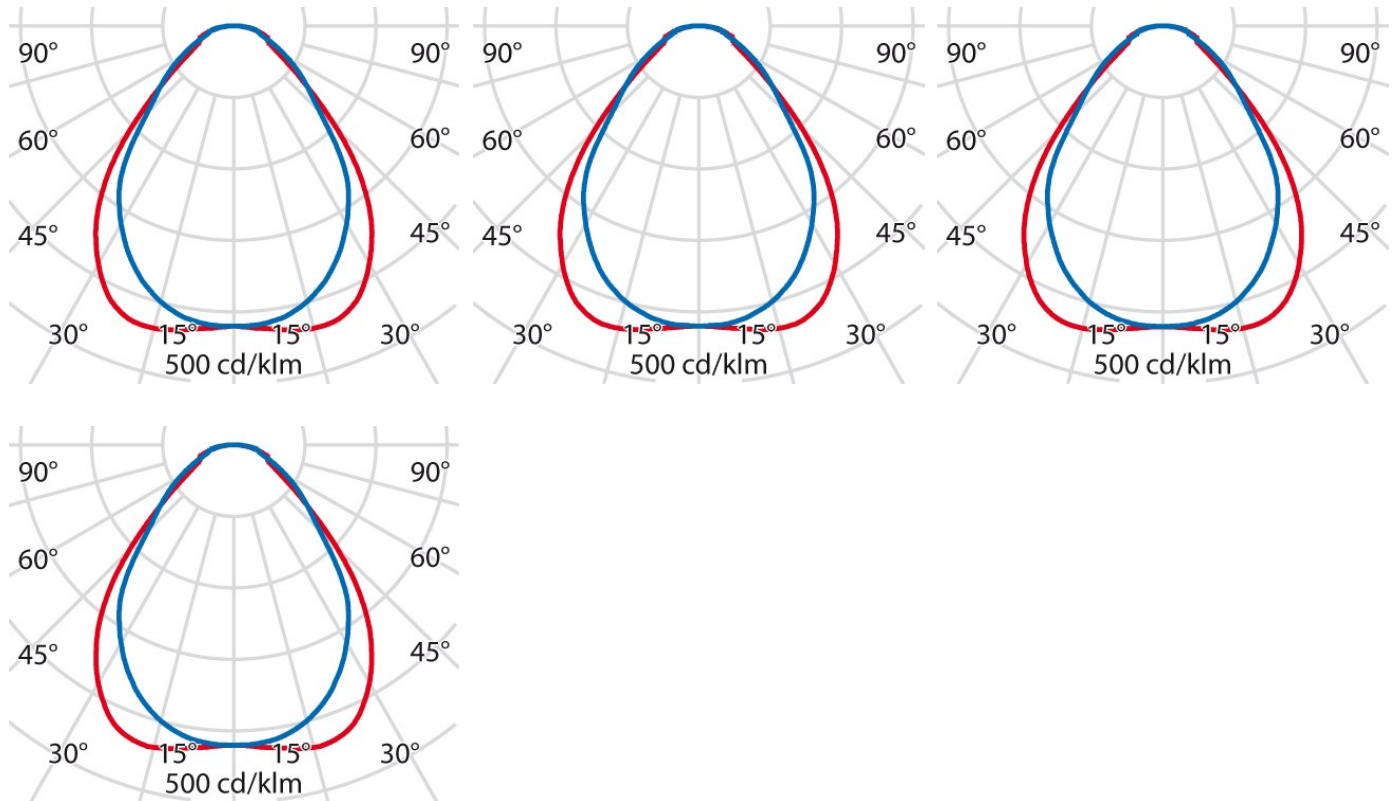 90° 90° 90° 90° 90° 90°
60° 60° 60° 60° 60° 60°
45° 45° 45° 45° 45° 45°
30° 15° 15° 30° 30° 15° 15° 30° 30° 15° 15° 30°
500 cd/klm 500 cd/klm 500 cd/klm
90° 90°
60° 60°
45° 45°
30° 15° 15° 30°
500 cd/klm